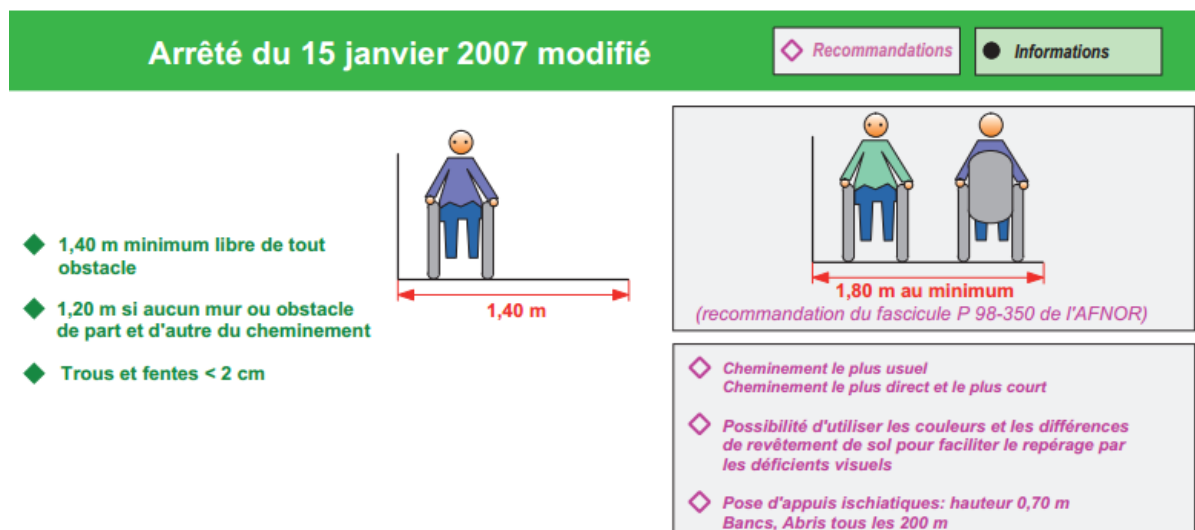 Arrêté du 15 janvier 2007 modifié
Recommandations
Informations
1,40 m minimum libre de tout
obstacle
1,20 m si aucun mur ou obstacle
de part et d'autre du cheminement
Trous et fentes < 2 cm
1,40 m
1,80 m au minimum
(recommandation du fascicule P 98-350 de l'AFNOR)
Cheminement le plus usuel
Cheminement le plus direct et le plus court
Possibilité d'utiliser les couleurs et les différences
de revêtement de sol pour faciliter le repérage par
les déficients visuels
Pose d'appuis ischiatiques: hauteur 0,70 m
Bancs, Abris tous les 200 m